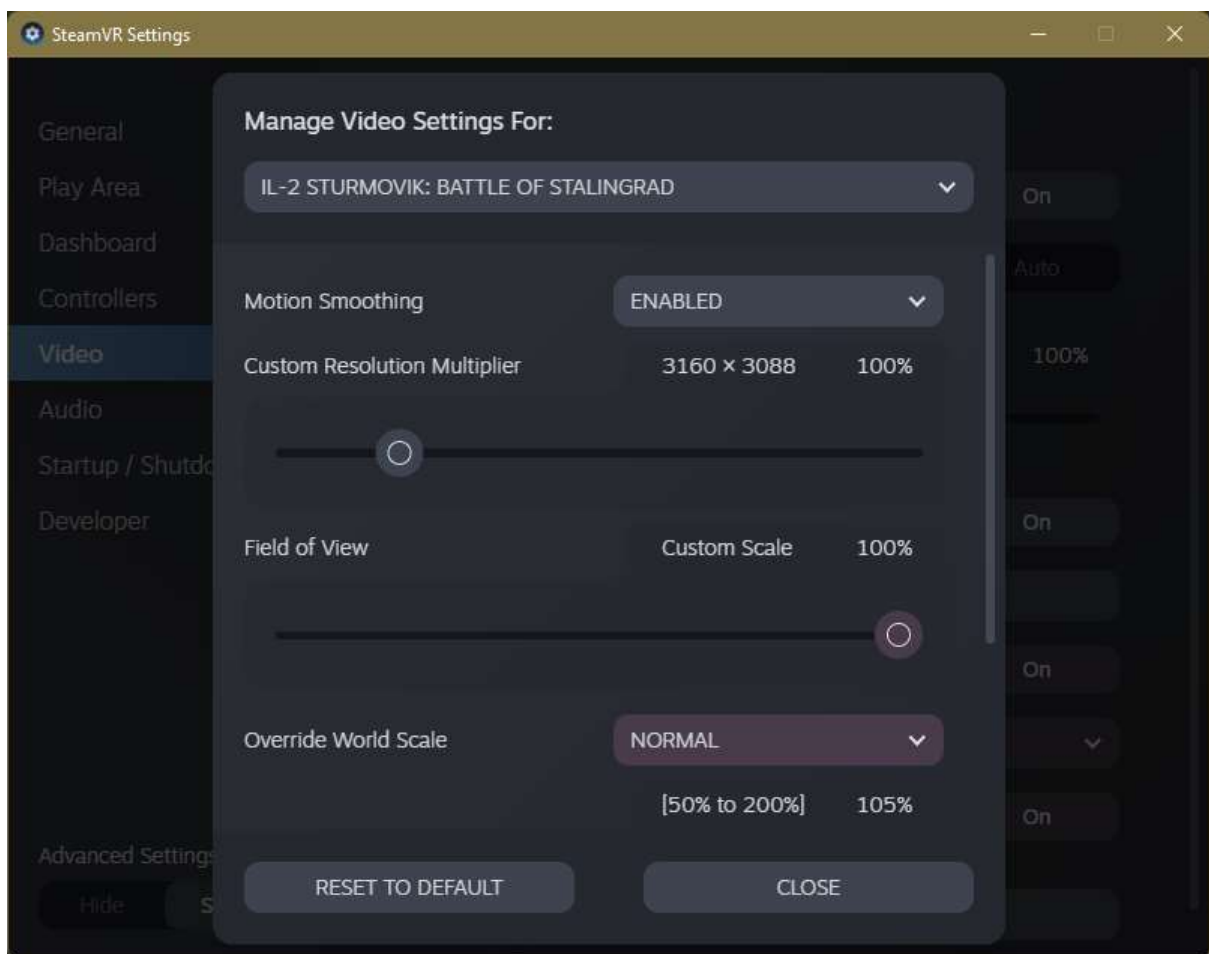 SteamVR Settings
Manage Video Settings For:
General
IL-2 STURMOVIK: BATTLE OF STALINGRAD
Play Area
On
Dashboard
Auto
Controllers
Motion Smoothing ENABLED
Video
Custom Resolution Multiplier 3160 × 3088 100%
100%
Audio
Startup / Shutdo
Developer
On
Field of View Custom Scale 100%
On
Override World Scale NORMAL
[50% to 200%] 105%
On
Advanced Settings
Hide S
RESET TO DEFAULT CLOSE